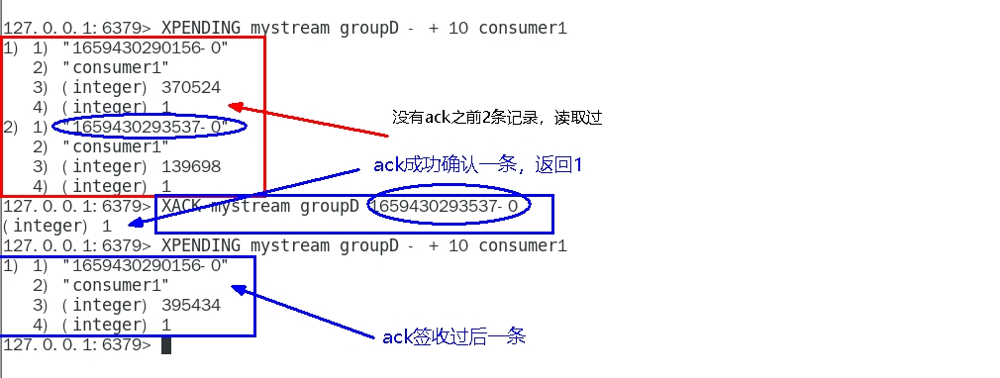 127.0.0.1:6379> XPENDING mystream groupD - + 10 consumer1
1) 1) "1659430290156-0"
2) "consumer1"
3) (integer) 370524
4) (integer) 1
没有ack之前2条记录，读取过
2) 1) "1659430293537-0"
2) "consumer1"
3) (integer) 139698
4) (integer) 1
ack成功确认一条，返回1
127.0.0.1:6379> XACK mystream groupD 1659430293537-0
(integer) 1
127.0.0.1:6379> XPENDING mystream groupD - + 10 consumer1
1) 1) "1659430290156-0"
2) "consumer1"
3) (integer) 395434
4) (integer) 1
ack签收过后一条
127.0.0.1:6379>